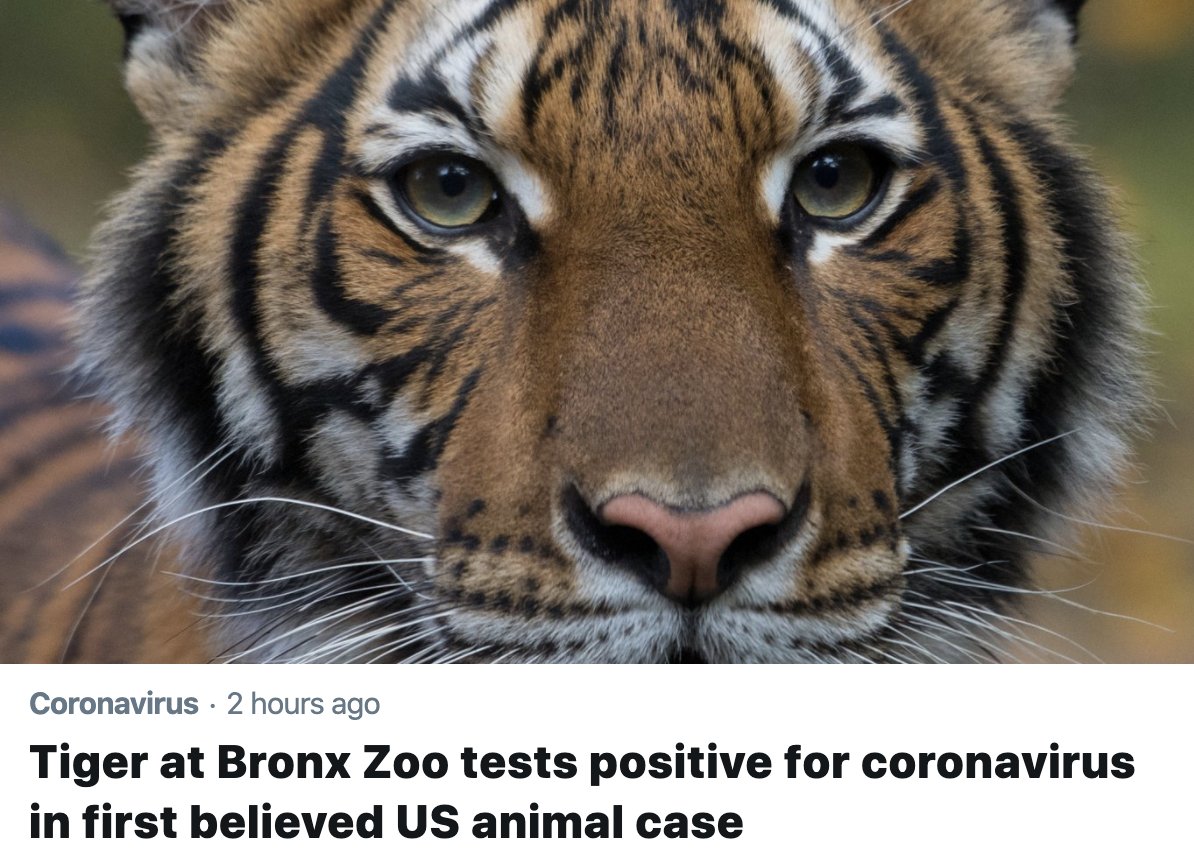 Coronavirus · 2 hours ago
Tiger at Bronx Zoo tests positive for coronavirus
in first believed US animal case